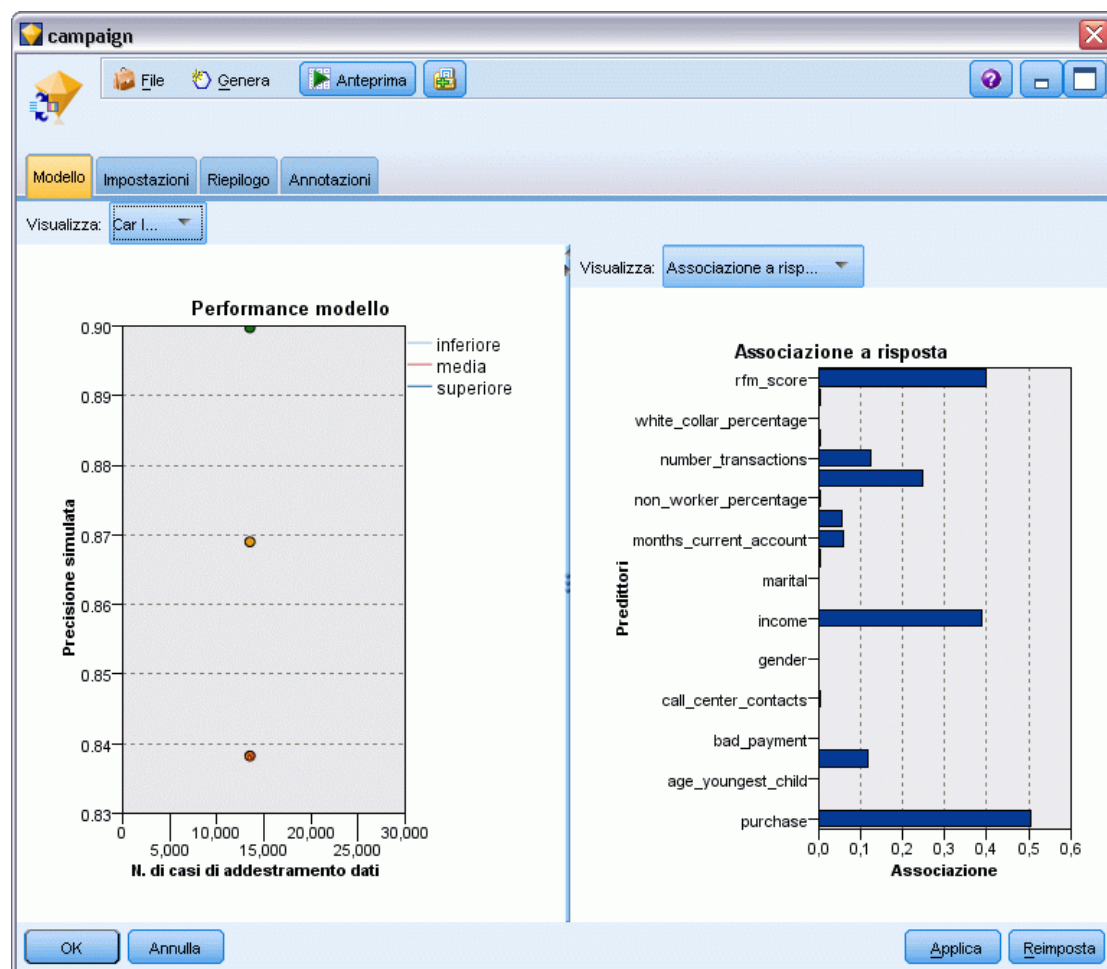 campaign
File Genera Anteprima
Modello Impostazioni Riepilogo Annotazioni
Visualizza: Car l...
Performance modello
0.90
0.89
0.88
0.87
0.86
0.85
0.84
0.83
Precisione simulata
0 10,000 20,000 30,000
5,000 15,000 25,000
N. di casi di addestramento dati
inferiore
media
superiore
Visualizza: Associazione a risp...
Associazione a risposta
rfm_score
white_collar_percentage
number_transactions
non_worker_percentage
months_current_account
marital
income
gender
call_center_contacts
bad_payment
age_youngest_child
purchase
Predittori
0,0 0,1 0,2 0,3 0,4 0,5 0,6
Associazione
OK Annulla Applica Reimposta